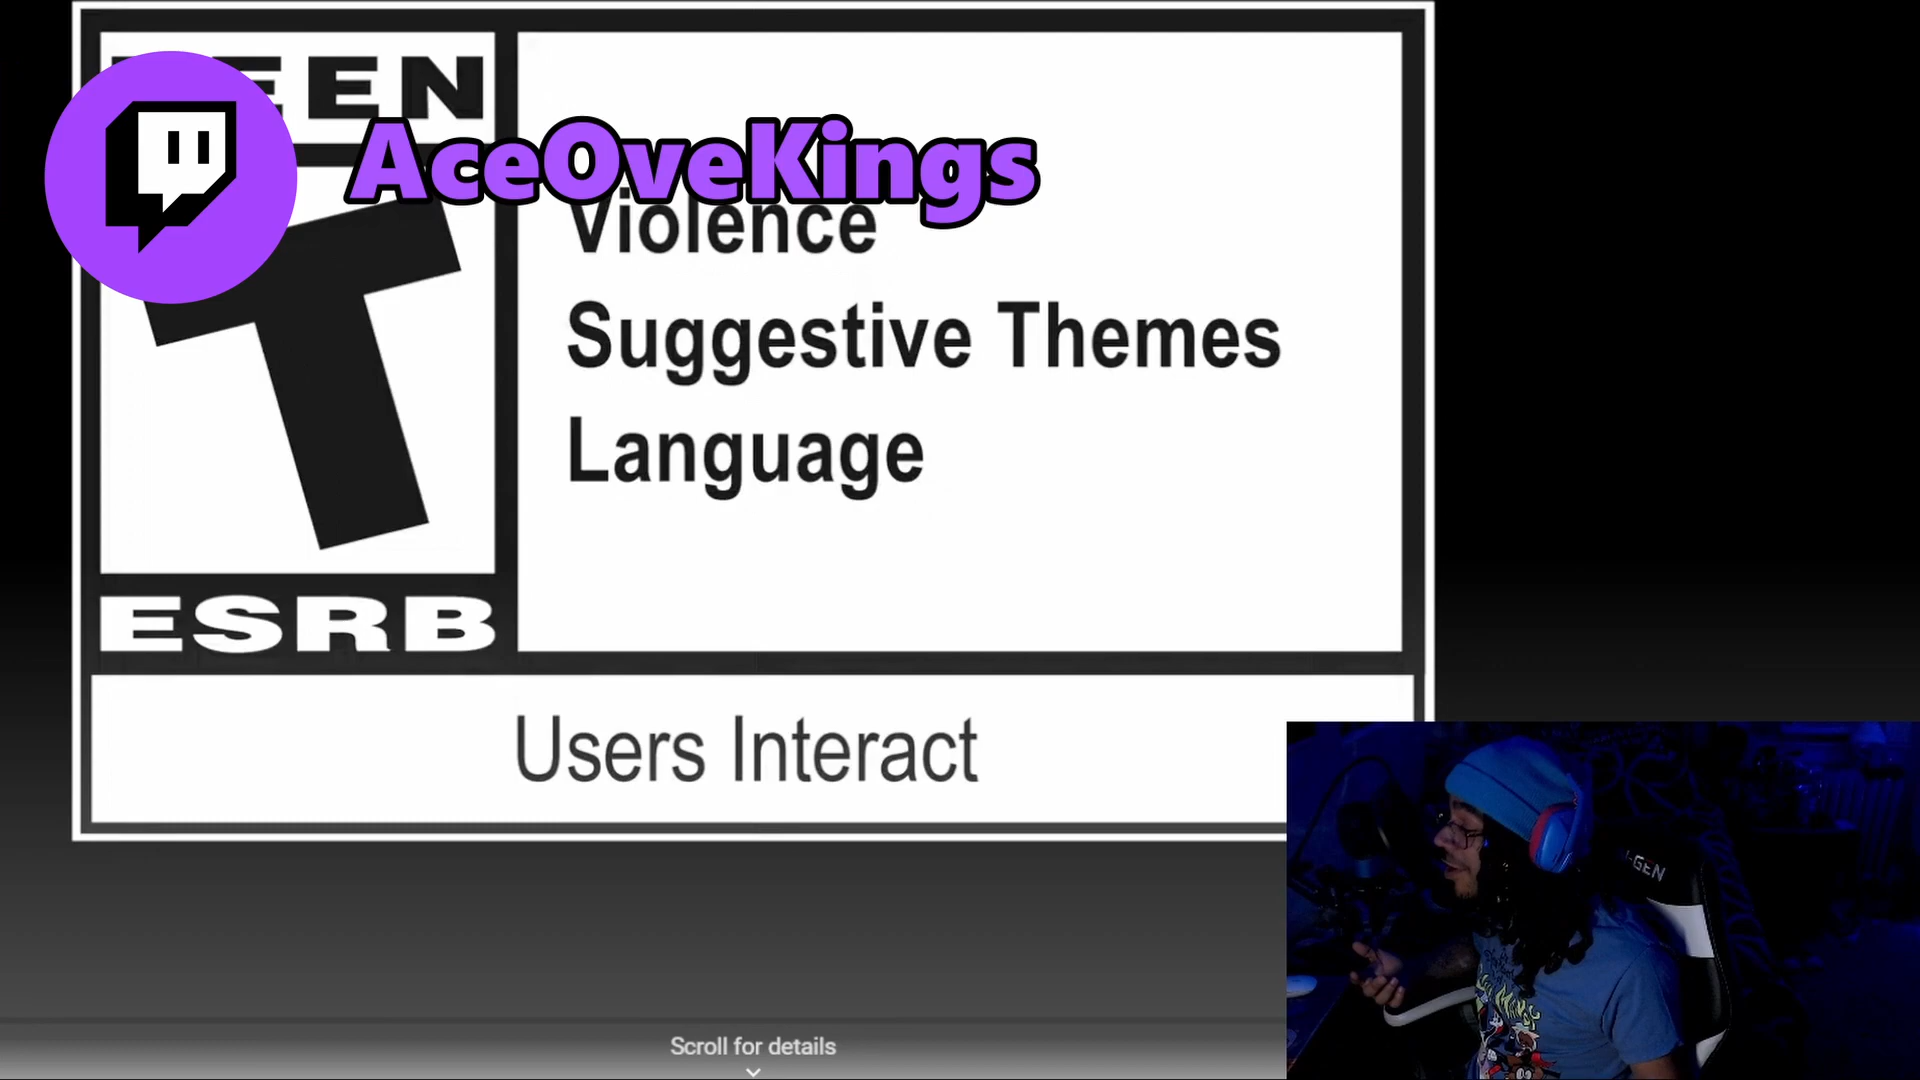 EEN
AceOveKings
Violence
Suggestive Themes
Language
ESRB
Users Interact
Scroll for details